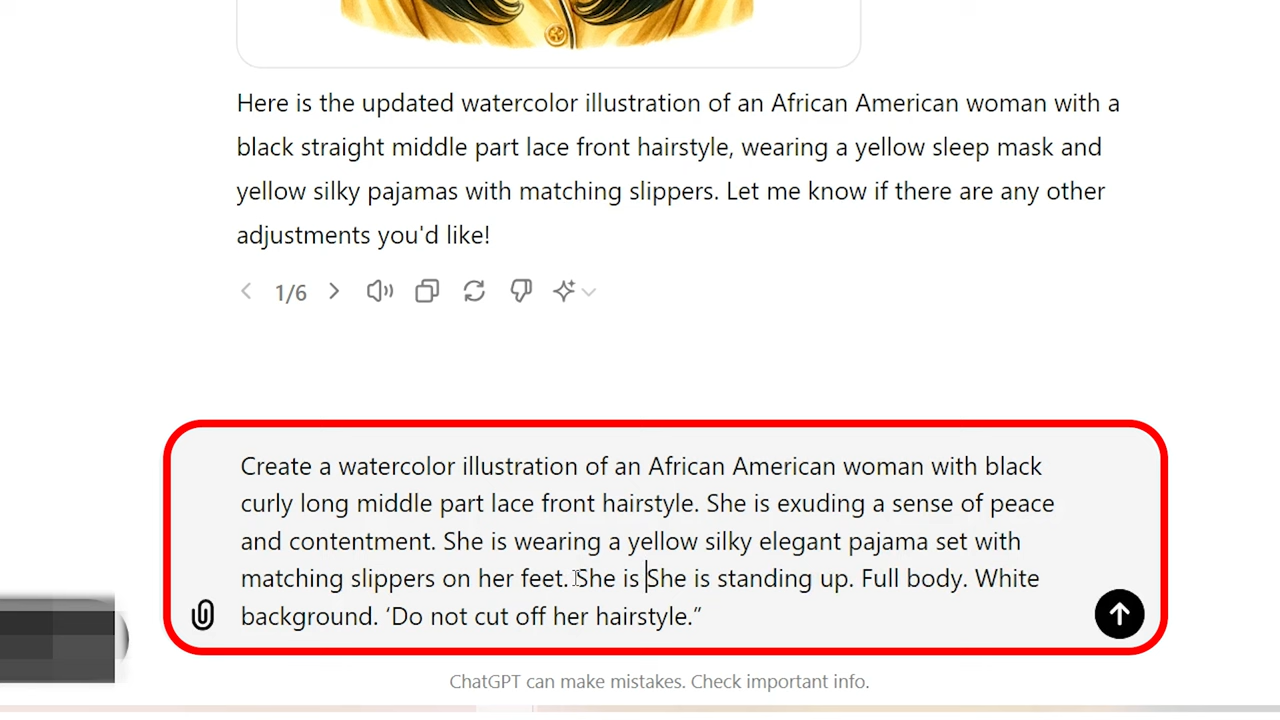 Here is the updated watercolor illustration of an African American woman with a
black straight middle part lace front hairstyle, wearing a yellow sleep mask and
yellow silky pajamas with matching slippers. Let me know if there are any other
adjustments you'd like!
1/6
Create a watercolor illustration of an African American woman with black
curly long middle part lace front hairstyle. She is exuding a sense of peace
and contentment. She is wearing a yellow silky elegant pajama set with
matching slippers on her feet. She is She is standing up. Full body. White
background. ‘Do not cut off her hairstyle.”
ChatGPT can make mistakes. Check important info.